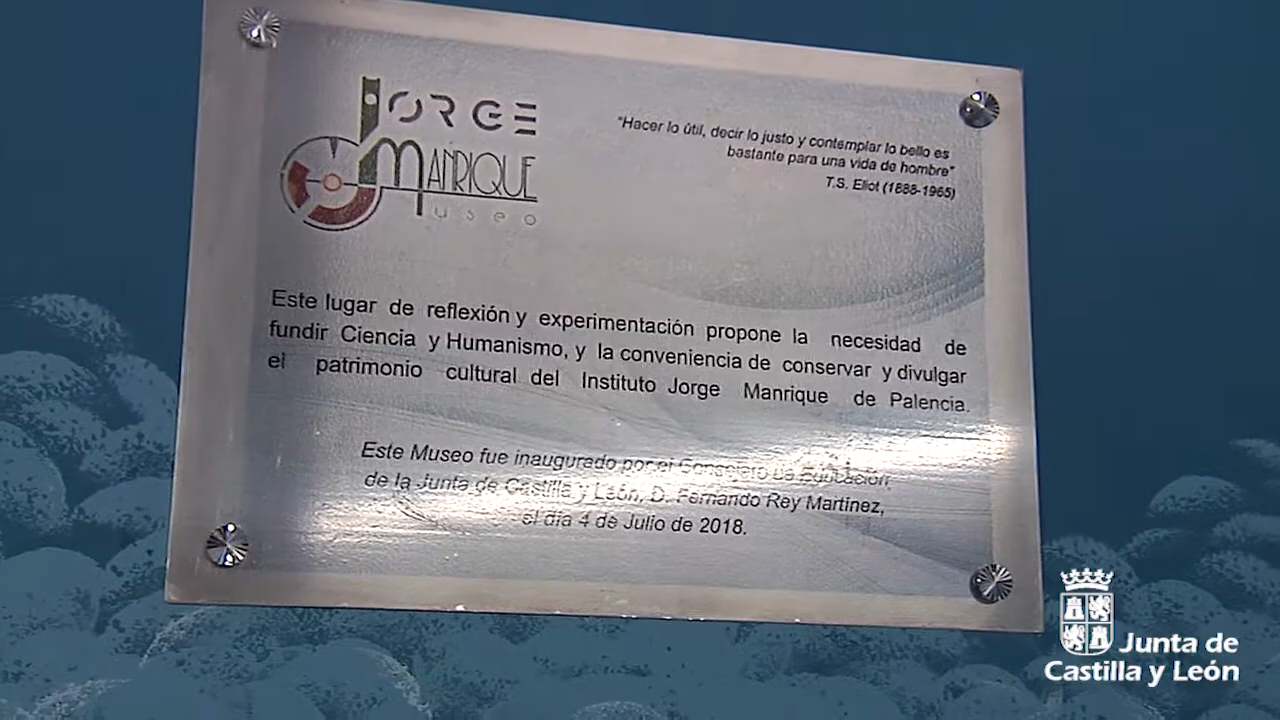 JORGE
MANRIQUE
museo
"Hacer lo útil, decir lo justo y contemplar lo bello es
bastante para una vida de hombre"
T.S. Eliot (1888-1965)
Este lugar de reflexión y experimentación propone la necesidad de
fundir Ciencia y Humanismo, y la conveniencia de conservar y divulgar
el patrimonio cultural del Instituto Jorge Manrique de Palencia.
Este Museo fue inaugurado por el Consejero de Educación
de la Junta de Castilla y León, D. Fernando Rey Martinez,
el día 4 de Julio de 2018.
Junta de
Castilla y León